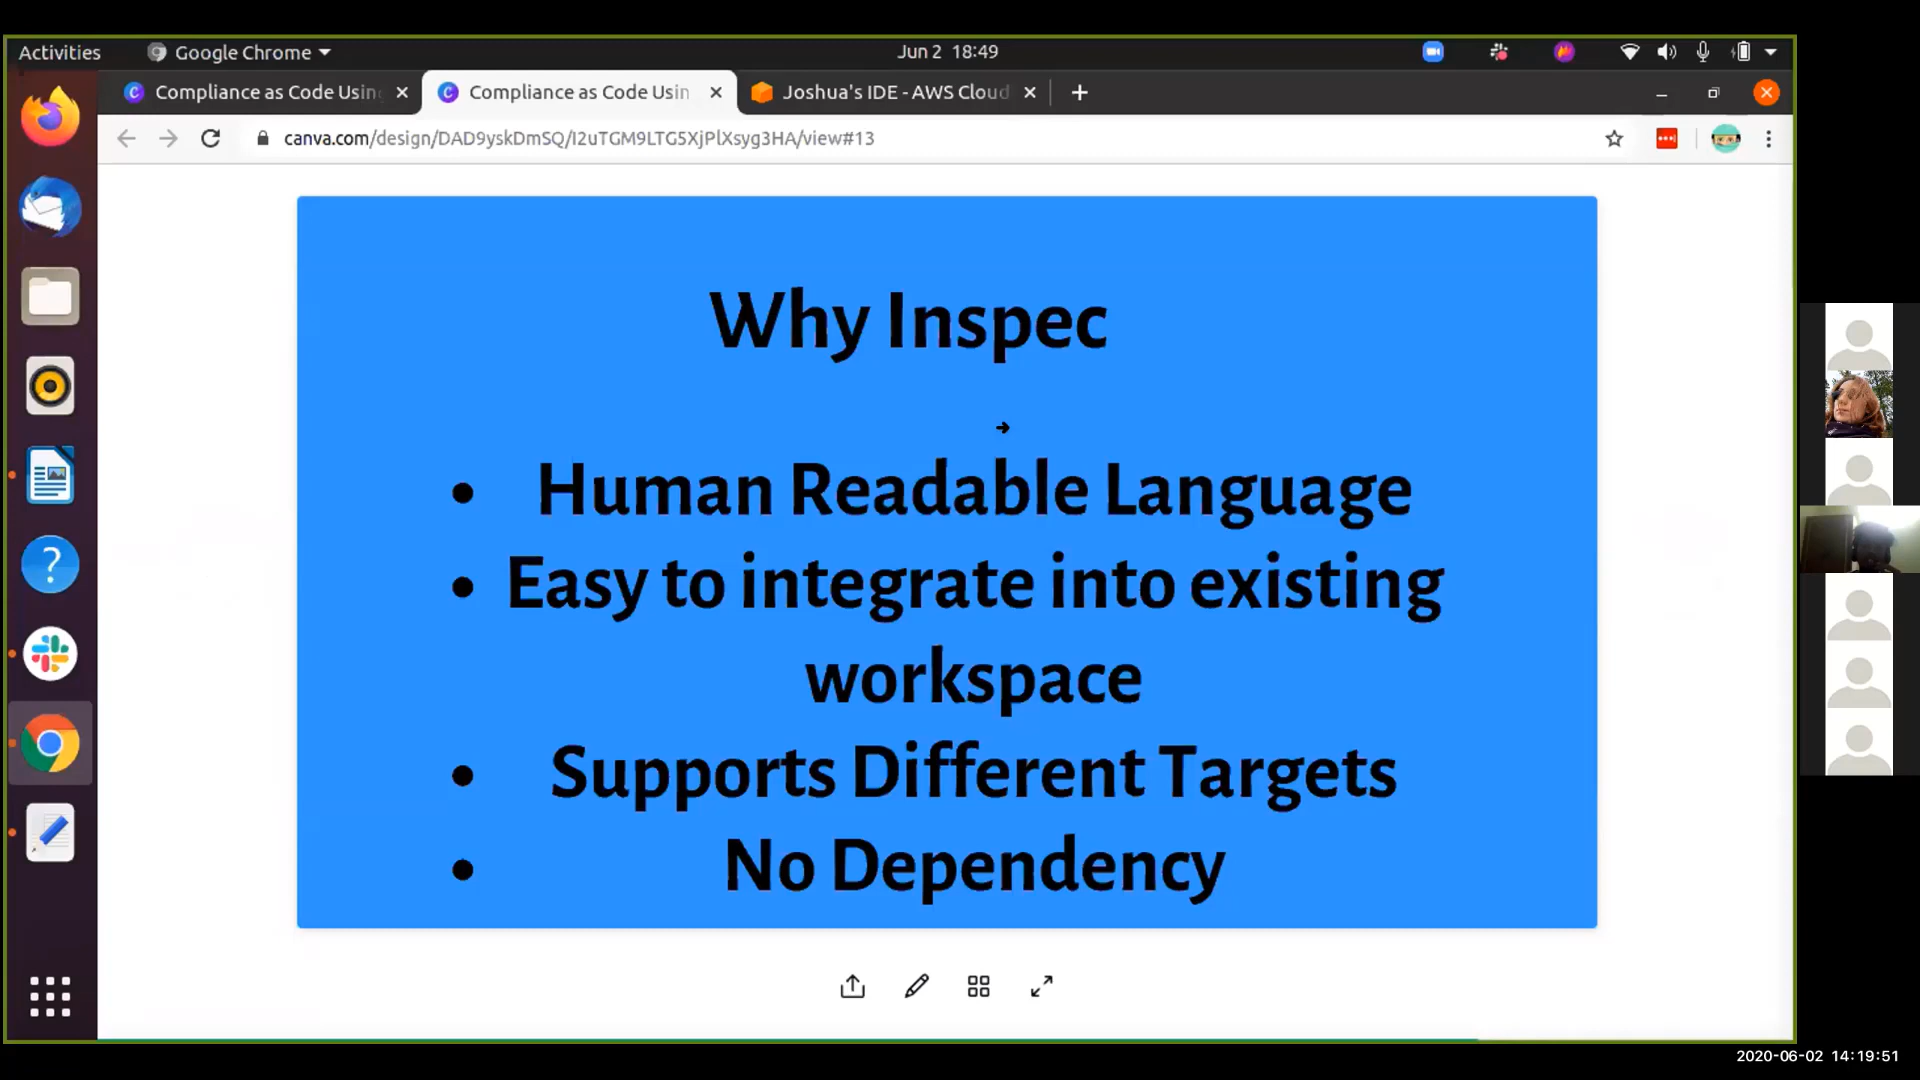 Activities
Google Chrome
Jun 2 18:49
Compliance as Code Usin
Compliance as Code Usin
Joshua's IDE - AWS Cloud
canva.com/design/DAD9yskDmSQ/I2uTGM9LTG5XjPlXsyg3HA/view#13
Why Inspec
• Human Readable Language
• Easy to integrate into existing
workspace
• Supports Different Targets
• No Dependency
2020-06-02 14:19:51